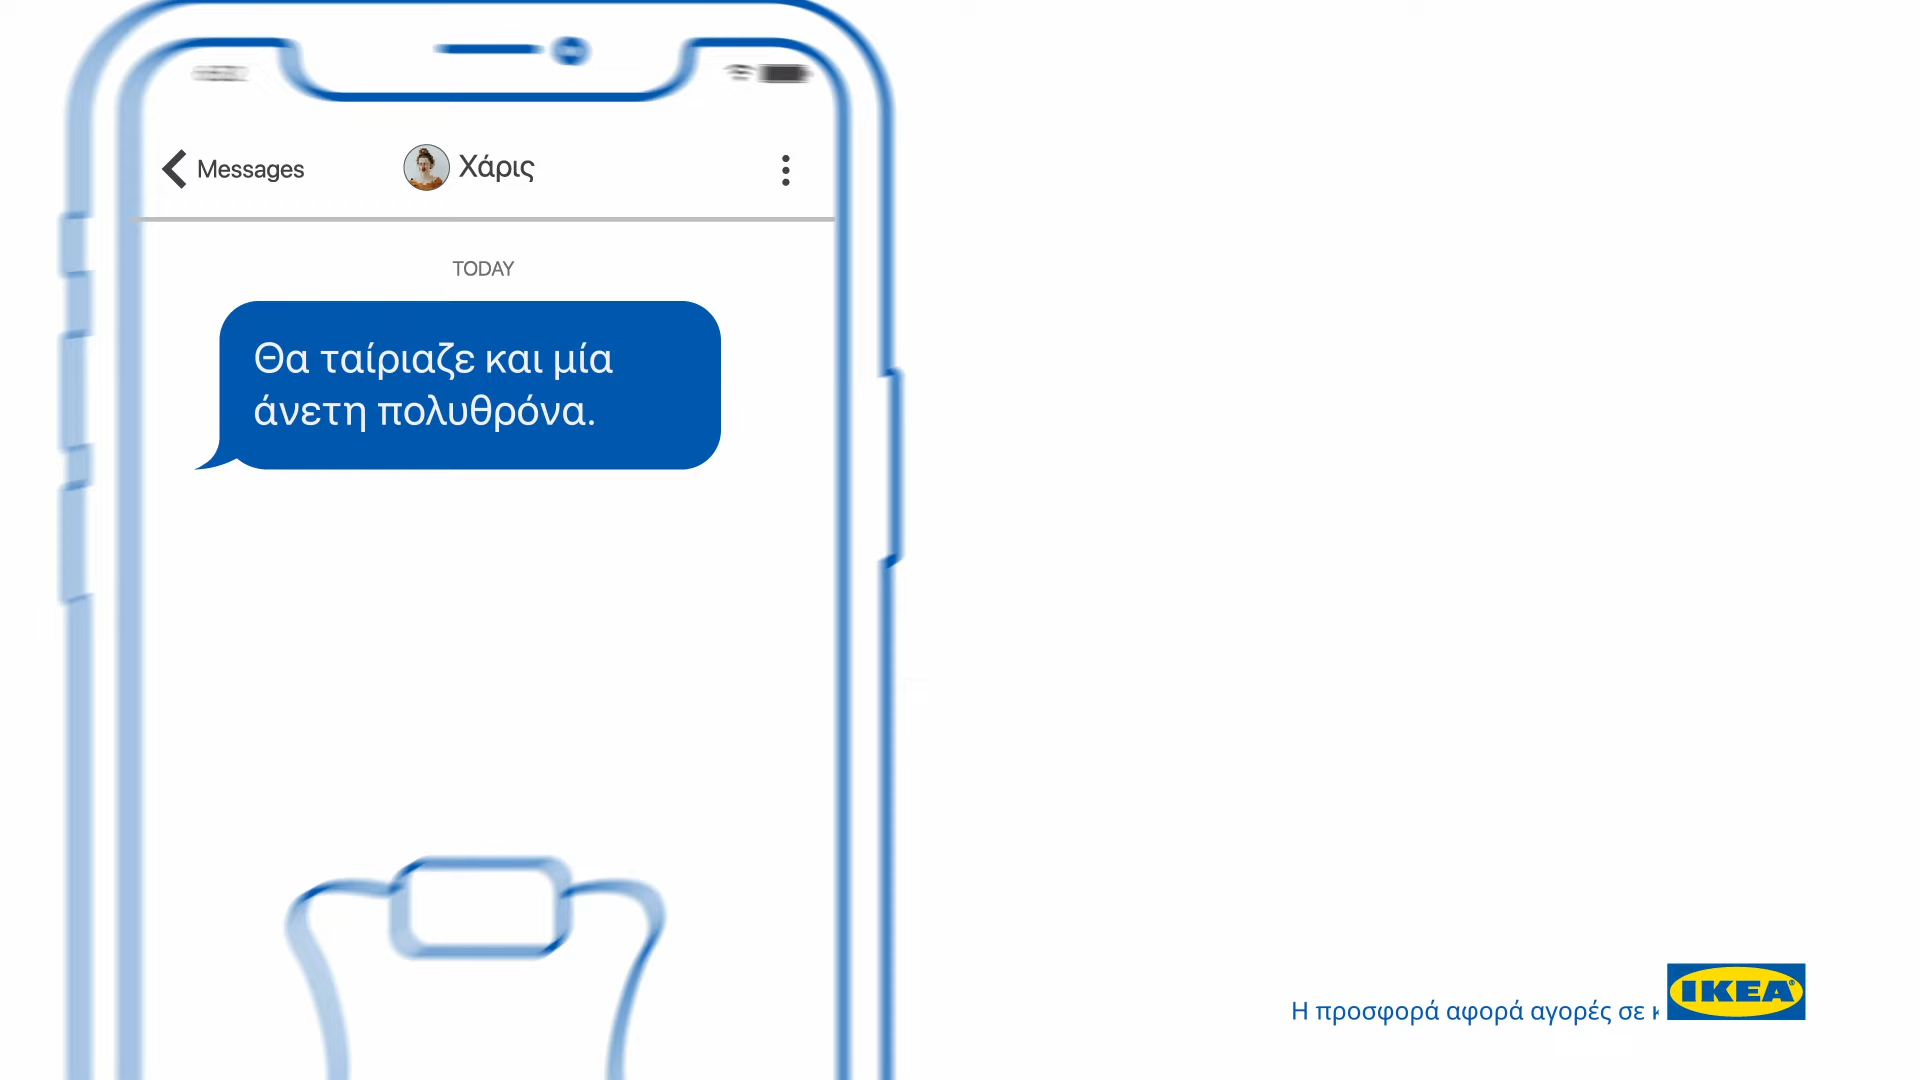 Messages
Χάρις
TODAY
Θα ταίριαζε και μία
άνετη πολυθρόνα.
Η προσφορά αφορά αγορές σε
IKEA